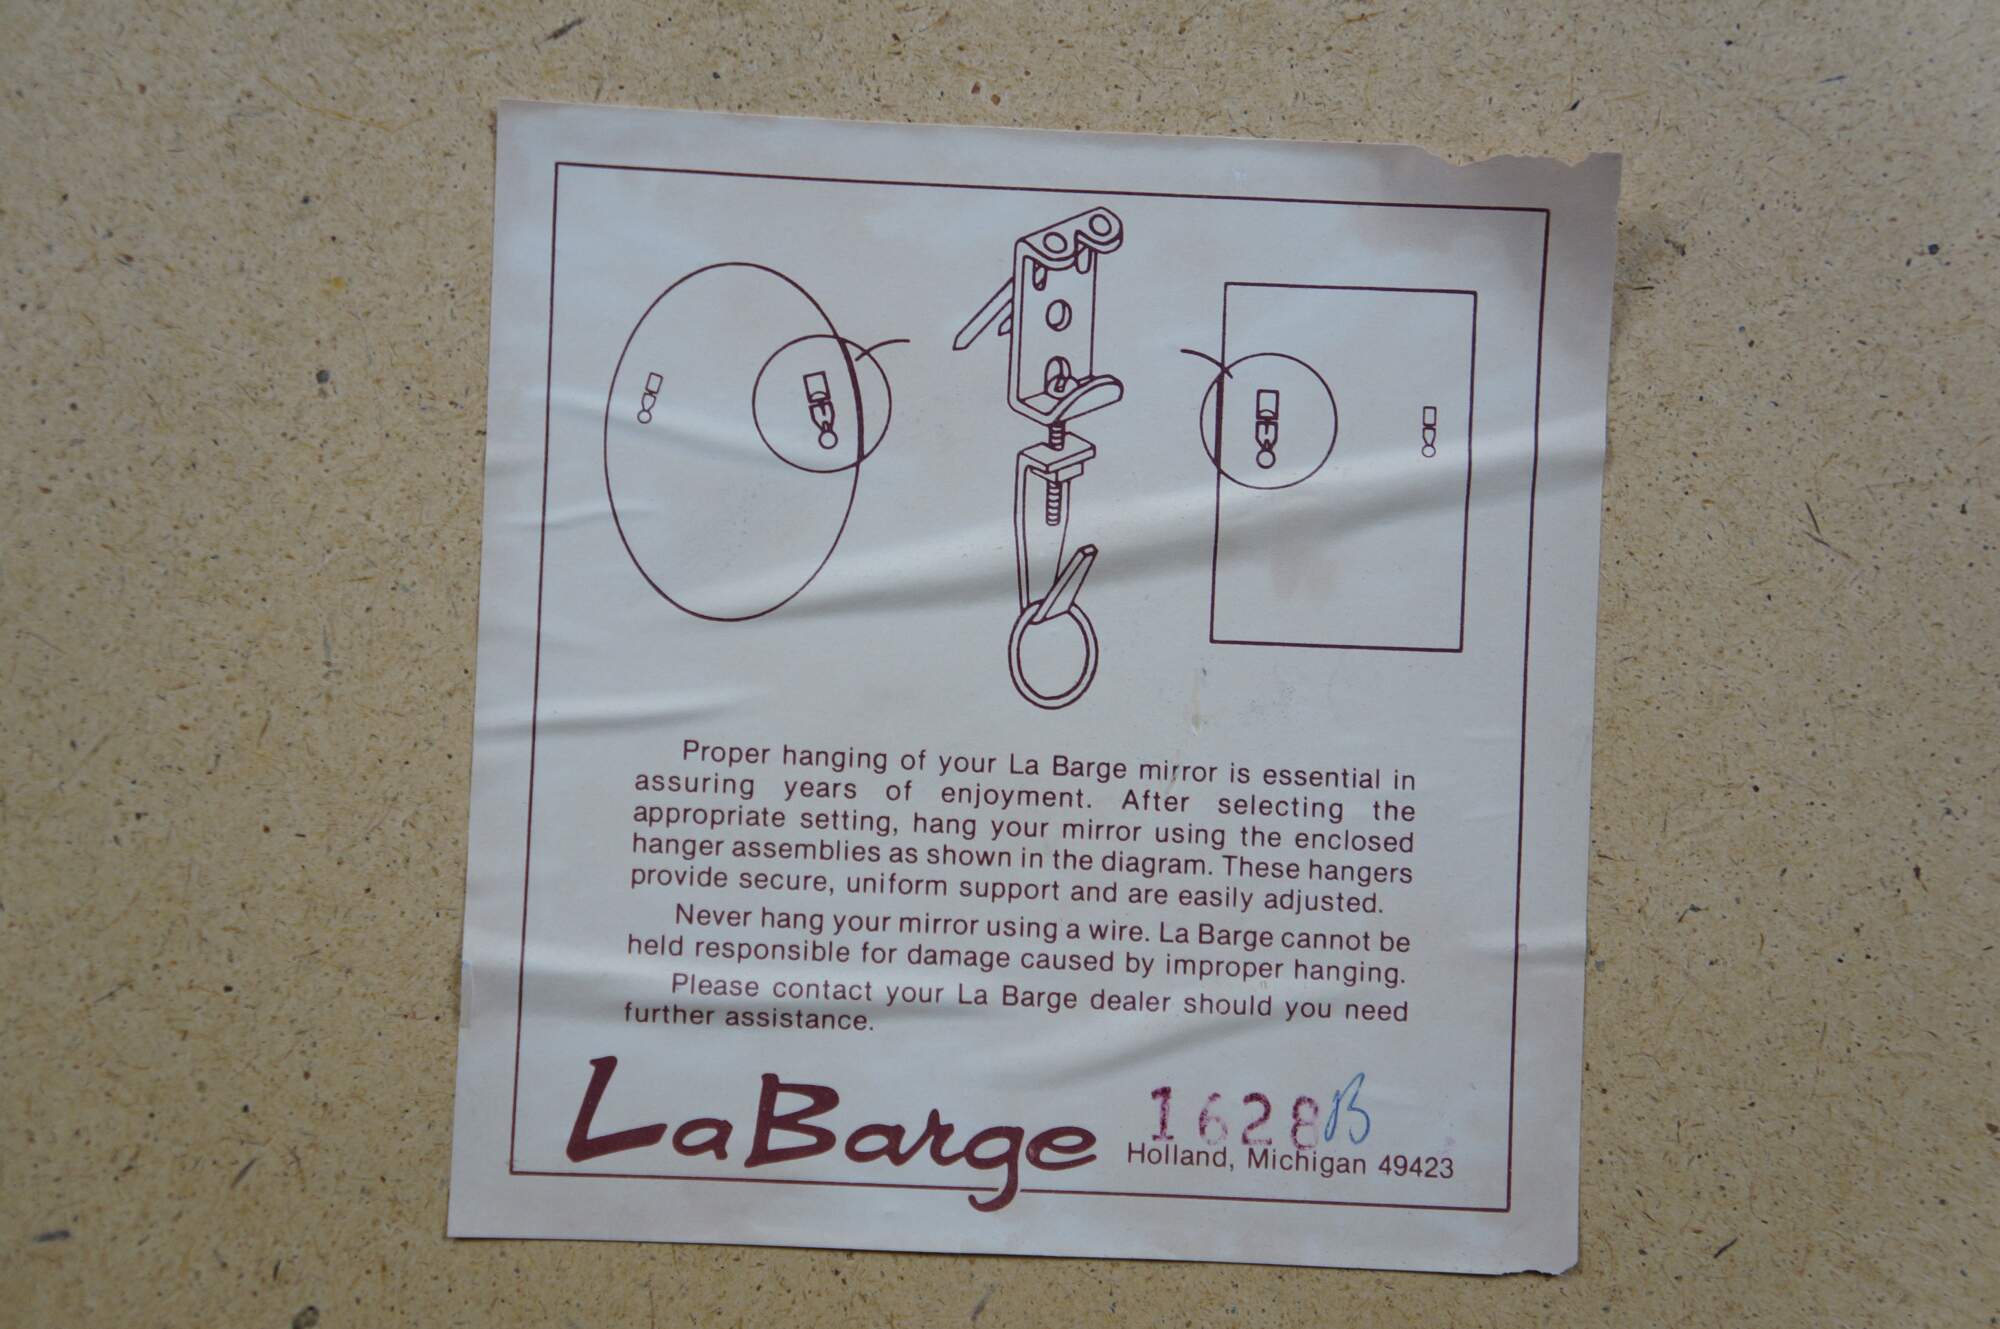 Proper hanging of your La Barge mirror is essential in
assuring years of enjoyment. After selecting the
appropriate setting, hang your mirror using the enclosed
hanger assemblies as shown in the diagram. These hangers
provide secure, uniform support and are easily adjusted.
Never hang your mirror using a wire. La Barge cannot be
held responsible for damage caused by improper hanging.
Please contact your La Barge dealer should you need
further assistance.
LaBarge
1628B
Holland, Michigan 49423